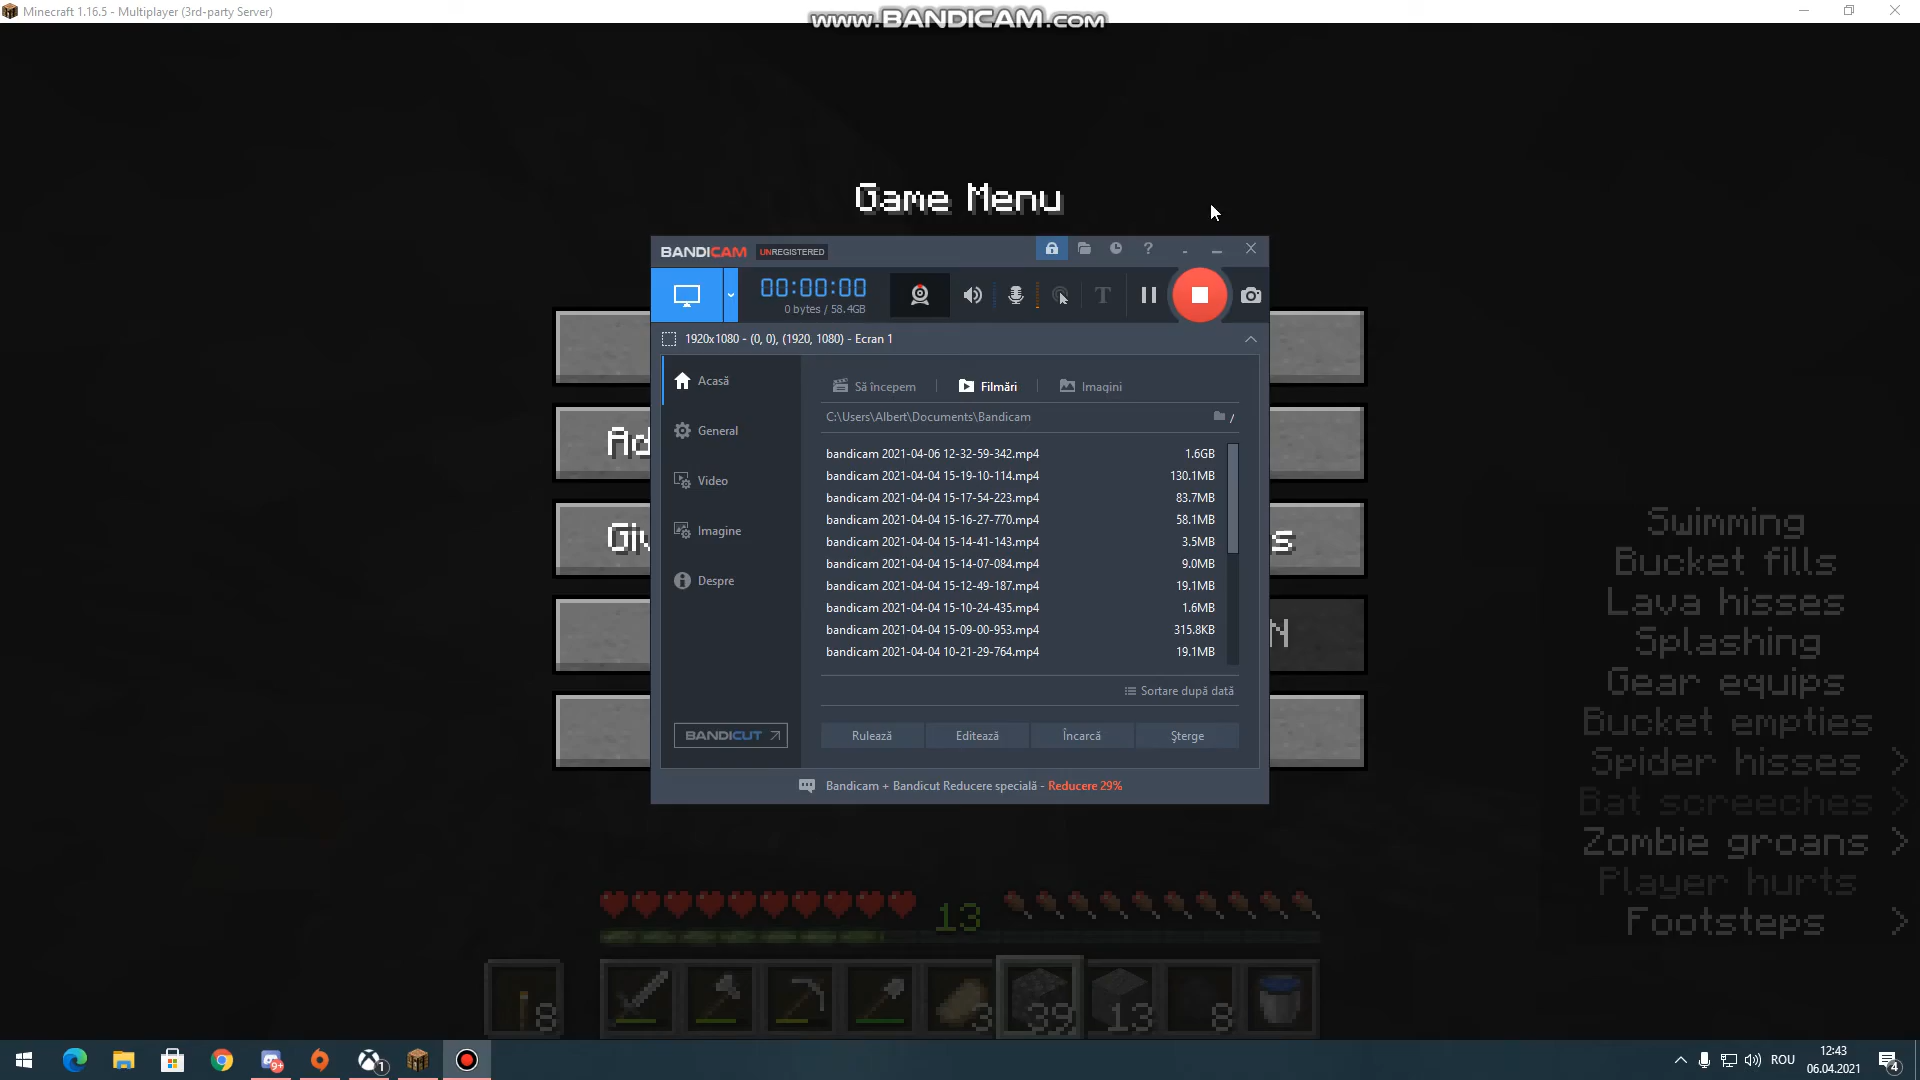 Minecraft 1.16.5 - Multiplayer (3rd-party Server)
www.BANDICAM.com
Game Menu
BANDICAM UNREGISTERED
?
00:00:00
0 bytes / 58.4GB
T
1920x1080 - (0, 0), (1920, 1080) - Ecran 1
Acasă
General
Video
Imagine
Despre
BANDICUT
Să începem
Filmări
Imagini
C:\Users\Albert\Documents\Bandicam
bandicam 2021-04-06 12-32-59-342.mp4 1.6GB
bandicam 2021-04-04 15-19-10-114.mp4 130.1MB
bandicam 2021-04-04 15-17-54-223.mp4 83.7MB
bandicam 2021-04-04 15-16-27-770.mp4 58.1MB
bandicam 2021-04-04 15-14-41-143.mp4 3.5MB
bandicam 2021-04-04 15-14-07-084.mp4 9.0MB
bandicam 2021-04-04 15-12-49-187.mp4 19.1MB
bandicam 2021-04-04 15-10-24-435.mp4 1.6MB
bandicam 2021-04-04 15-09-00-953.mp4 315.8KB
bandicam 2021-04-04 10-21-29-764.mp4 19.1MB
Sortare după dată
Rulează Editează Încarcă Șterge
Bandicam + Bandicut Reducere specială - Reducere 29%
Ad
Gi
s
N
Swimming
Bucket fills
Lava hisses
Splashing
Gear equips
Bucket empties
Spider hisses >
Bat screeches >
Zombie groans >
Player hurts
Footsteps >
13
8 3 39 13 8
9+
1
ROU
12:43
06.04.2021
4